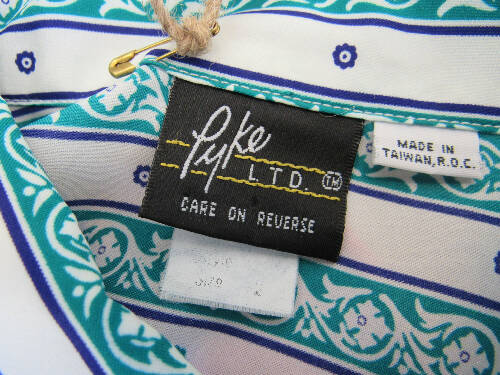 Pyke
LTD. TM
CARE ON REVERSE
MADE IN
TAIWAN, R.O.C.